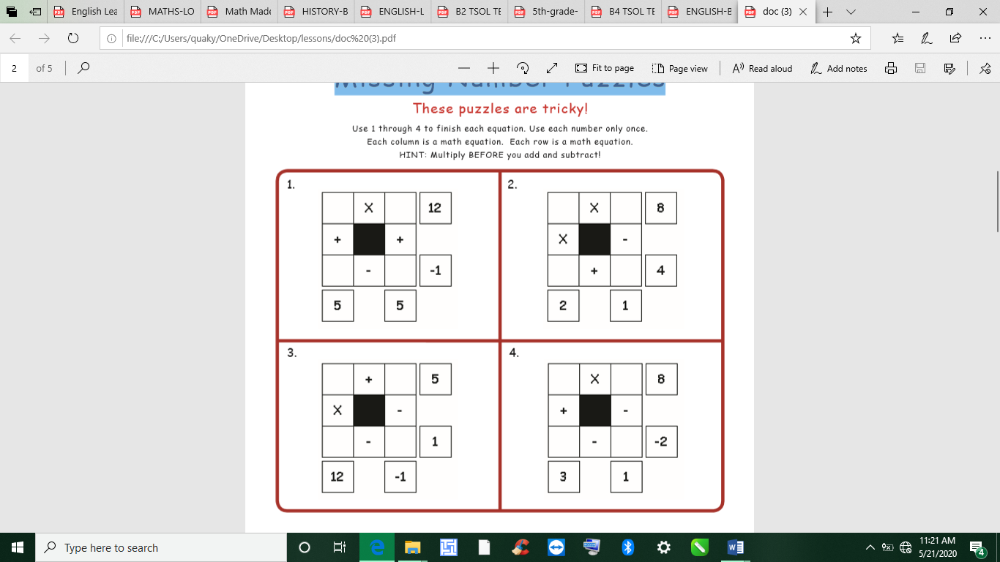 English Lea
MATHS-LO
Math Made
HISTORY-B
ENGLISH-L
B2 TSOL TE
5th-grade-
B4 TSOL TE
ENGLISH-B
doc (3)
file:///C:/Users/quaky/OneDrive/Desktop/lessons/doc%20(3).pdf
2 of 5
Fit to page
Page view
Read aloud
Add notes
Missing Number Puzzles
These puzzles are tricky!
Use 1 through 4 to finish each equation. Use each number only once.
Each column is a math equation. Each row is a math equation.
HINT: Multiply BEFORE you add and subtract!
1.
X 12
+ +
- -1
5 5
2.
X 8
X -
+ 4
2 1
3.
+ 5
X -
- 1
12 -1
4.
X 8
+ -
- -2
3 1
Type here to search
11:21 AM
5/21/2020
4